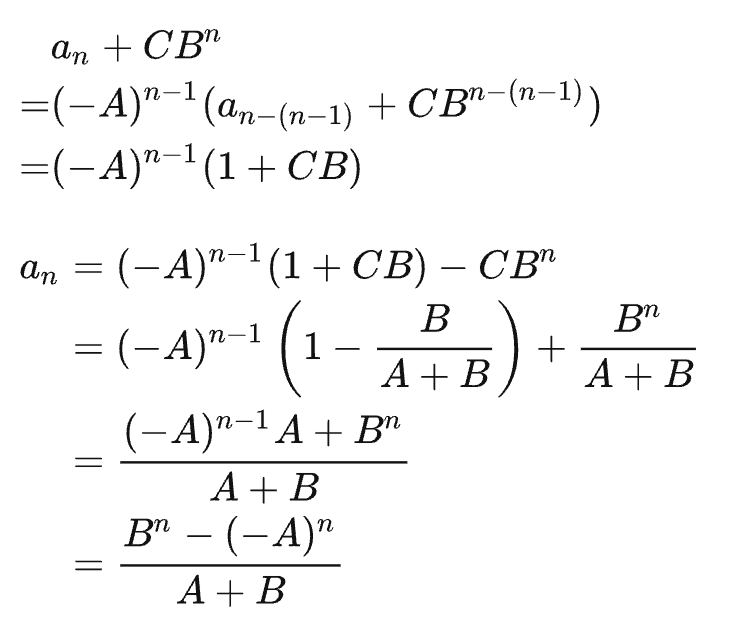 $a_n + CB^n$
$=(-A)^{n-1}(a_{n-(n-1)} + CB^{n-(n-1)})$
$=(-A)^{n-1}(1 + CB)$
$a_n = (-A)^{n-1}(1 + CB) - CB^n$
$= (-A)^{n-1}\left(1 - \frac{B}{A+B}\right) + \frac{B^n}{A+B}$
$= \frac{(-A)^{n-1}A + B^n}{A+B}$
$= \frac{B^n - (-A)^n}{A+B}$